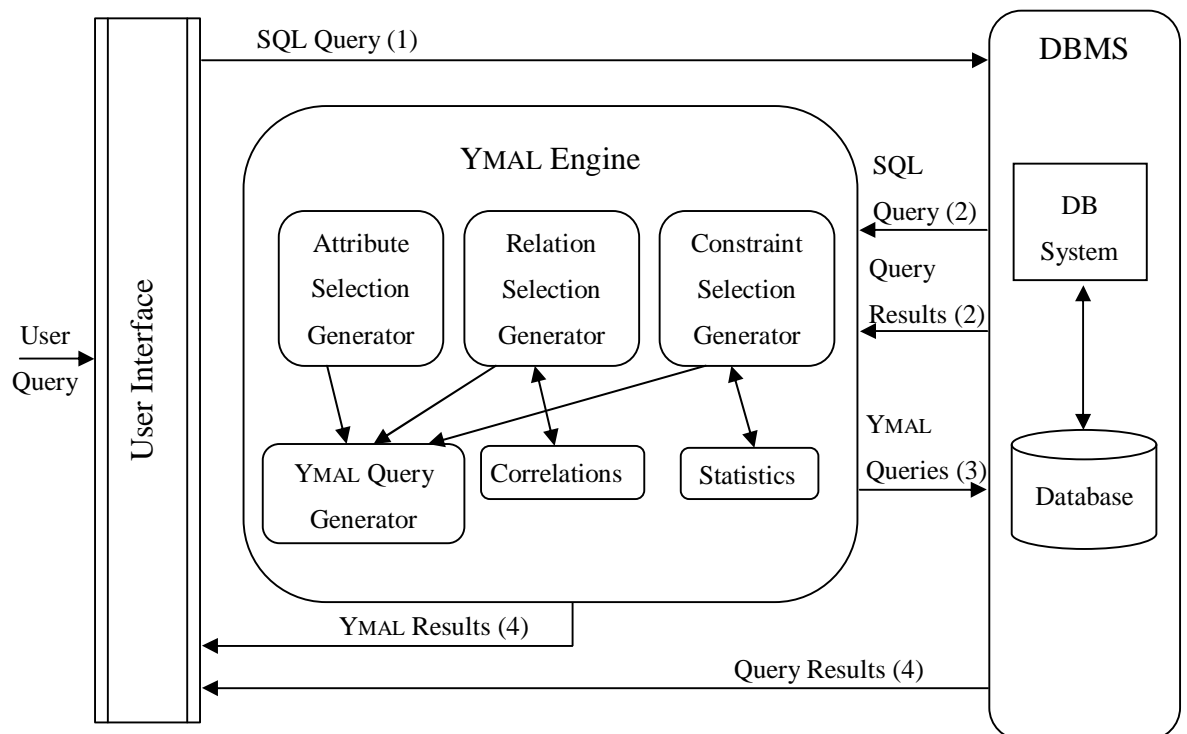 SQL Query (1)
DBMS
YMAL Engine
SQL
Query (2)
Query
Results (2)
DB
System
Attribute
Selection
Generator
Relation
Selection
Generator
Constraint
Selection
Generator
User
Query
User Interface
YMAL Query
Generator
Correlations
Statistics
YMAL
Queries (3)
Database
YMAL Results (4)
Query Results (4)